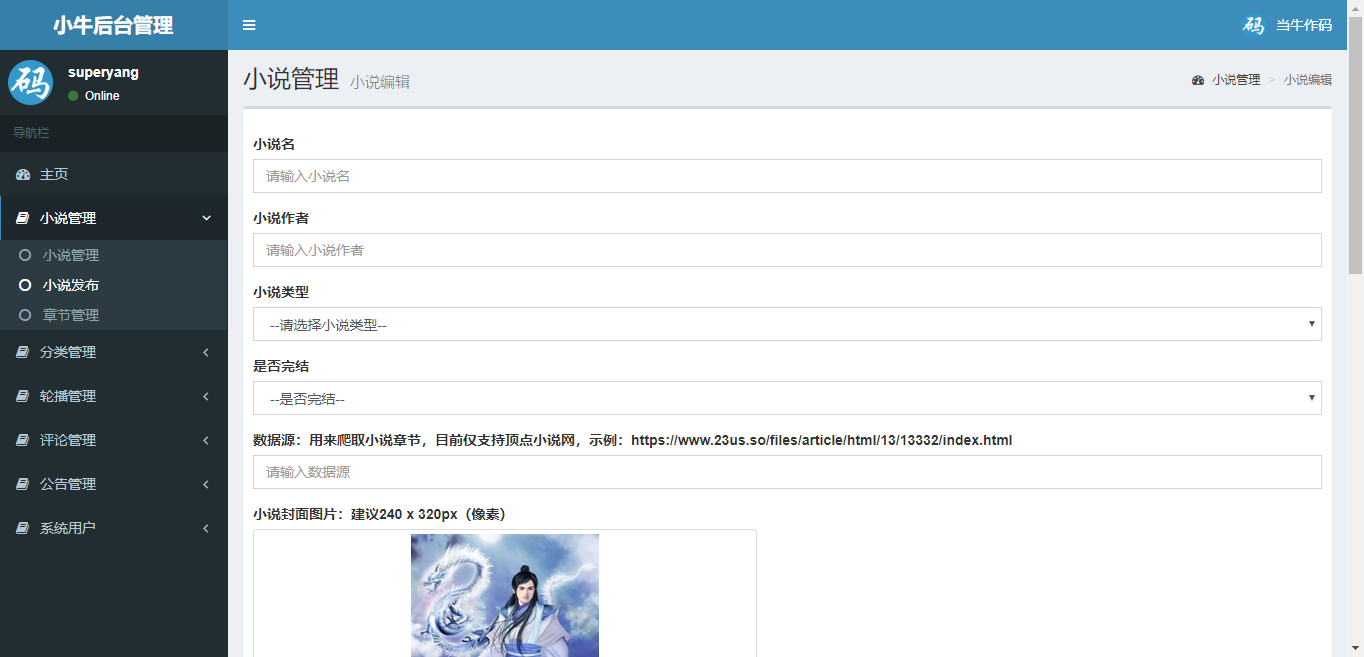 小牛后台管理
码 当牛作码
码 superyang
Online
导航栏
主页
小说管理
小说管理
小说发布
章节管理
分类管理
轮播管理
评论管理
公告管理
系统用户
小说管理 小说编辑
小说管理 > 小说编辑
小说名
请输入小说名
小说作者
请输入小说作者
小说类型
--请选择小说类型--
是否完结
--是否完结--
数据源：用来爬取小说章节，目前仅支持顶点小说网，示例：https://www.23us.so/files/article/html/13/13332/index.html
请输入数据源
小说封面图片：建议240 x 320px（像素）